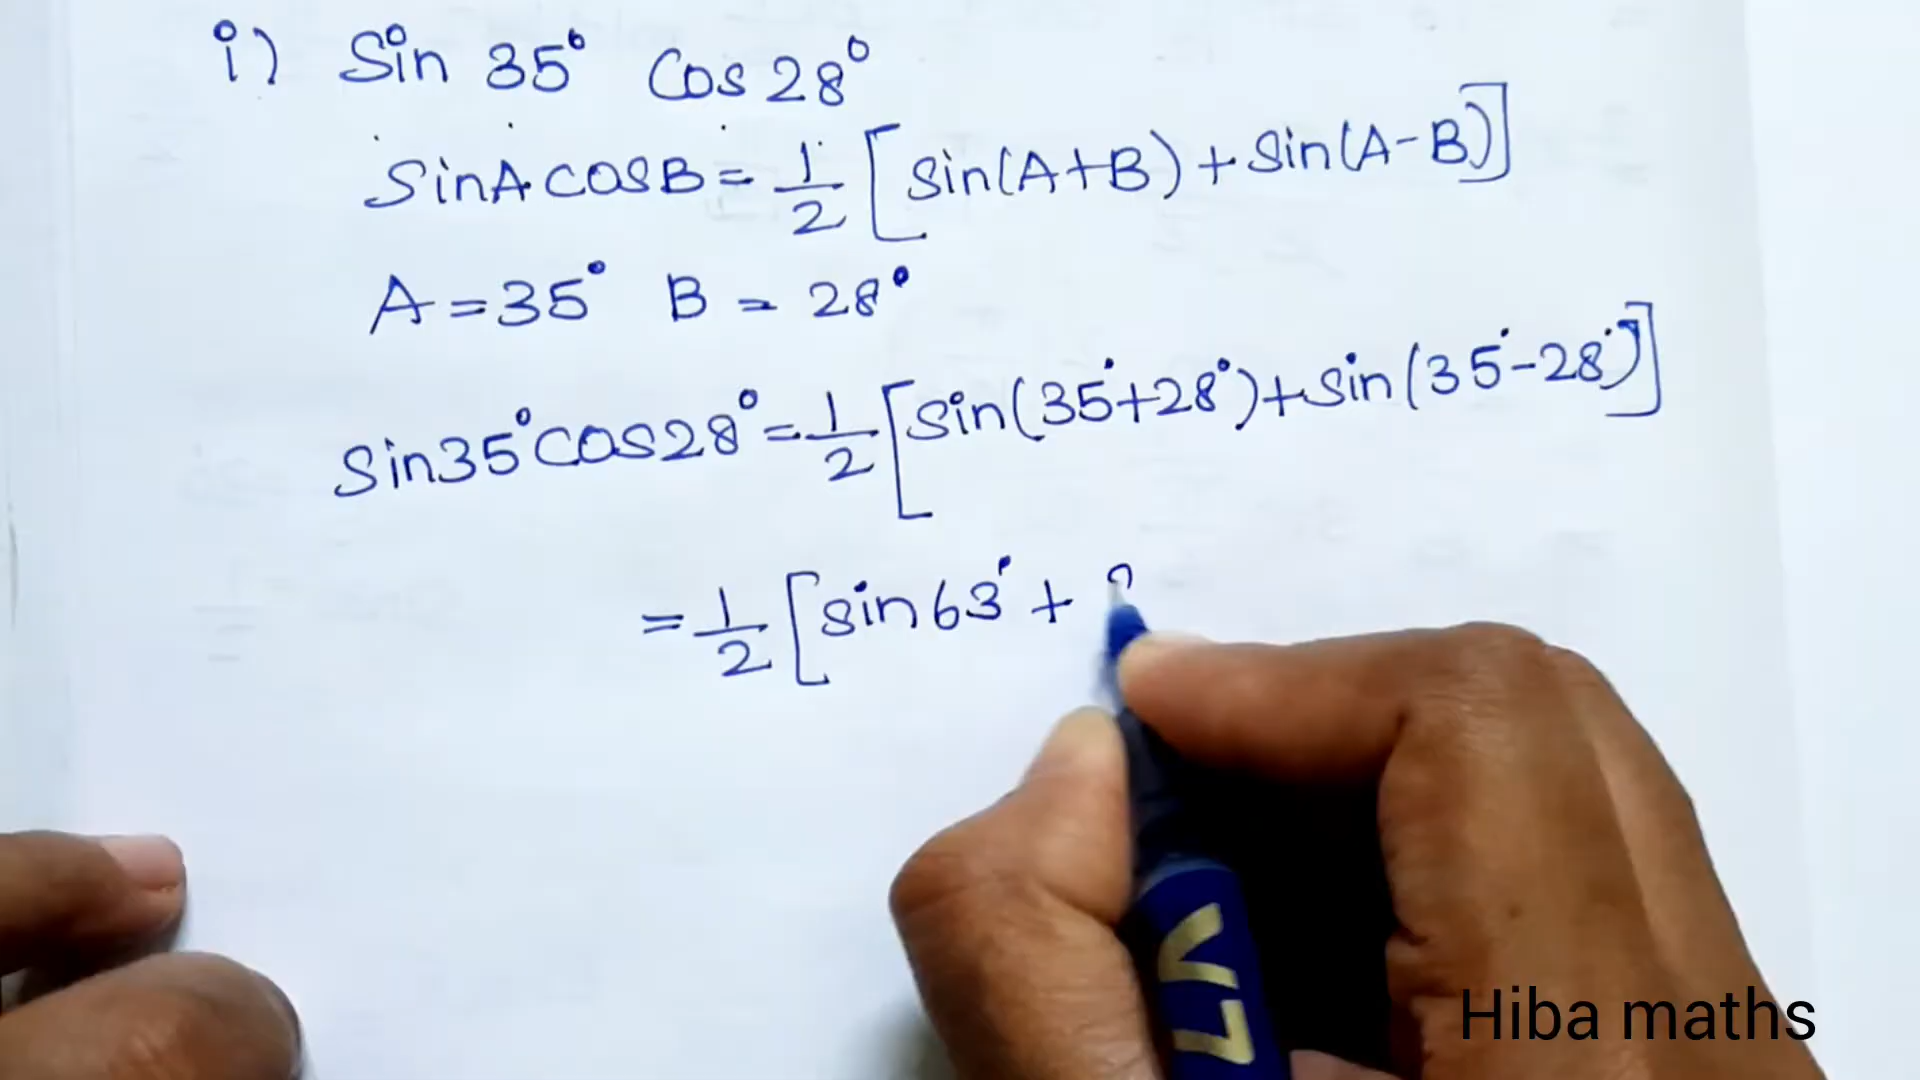 i) Sin 35° Cos 28°
SinA cosB = 1/2 [sin(A+B) + sin(A-B)]
A = 35° B = 28°
Sin35°cos28° = 1/2 [sin(35°+28°) + sin(35°-28°)]
= 1/2 [sin 63° +
V7
Hiba maths